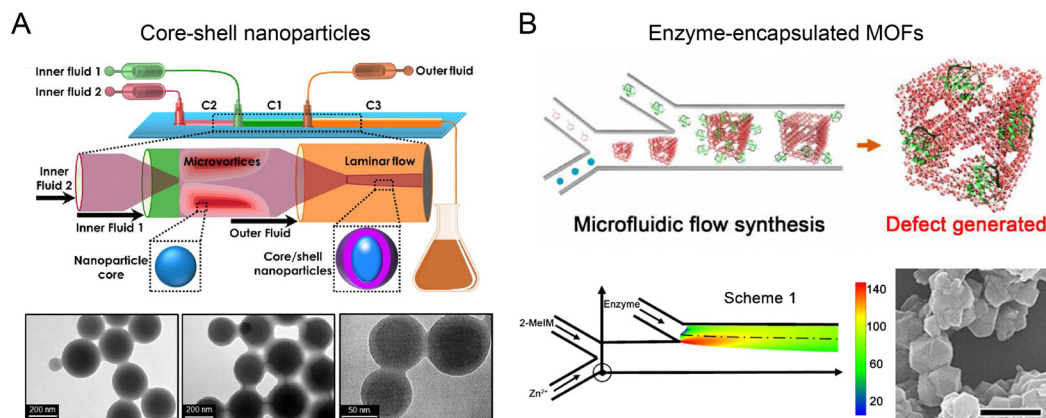 A
Core-shell nanoparticles
Inner fluid 1
Inner fluid 2
Outer fluid
C2
C1
C3
Microvortices
Laminar flow
Inner
Fluid 2
Inner Fluid 1
Outer Fluid
Nanoparticle
core
Core/shell
nanoparticles
200 nm
200 nm
50 nm
B
Enzyme-encapsulated MOFs
Microfluidic flow synthesis
Defect generated
Scheme 1
Enzyme
2-MeIM
Zn²⁺
140
100
60
20